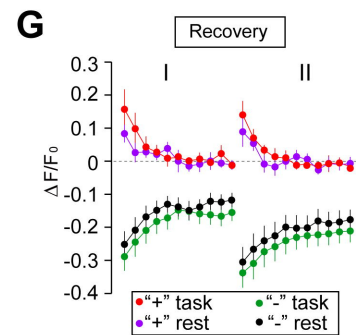 G
Recovery
I II
Δ F/F0
0.3
0.2
0.1
0
-0.1
-0.2
-0.3
-0.4
“+” task “-” task
“+” rest “-” rest